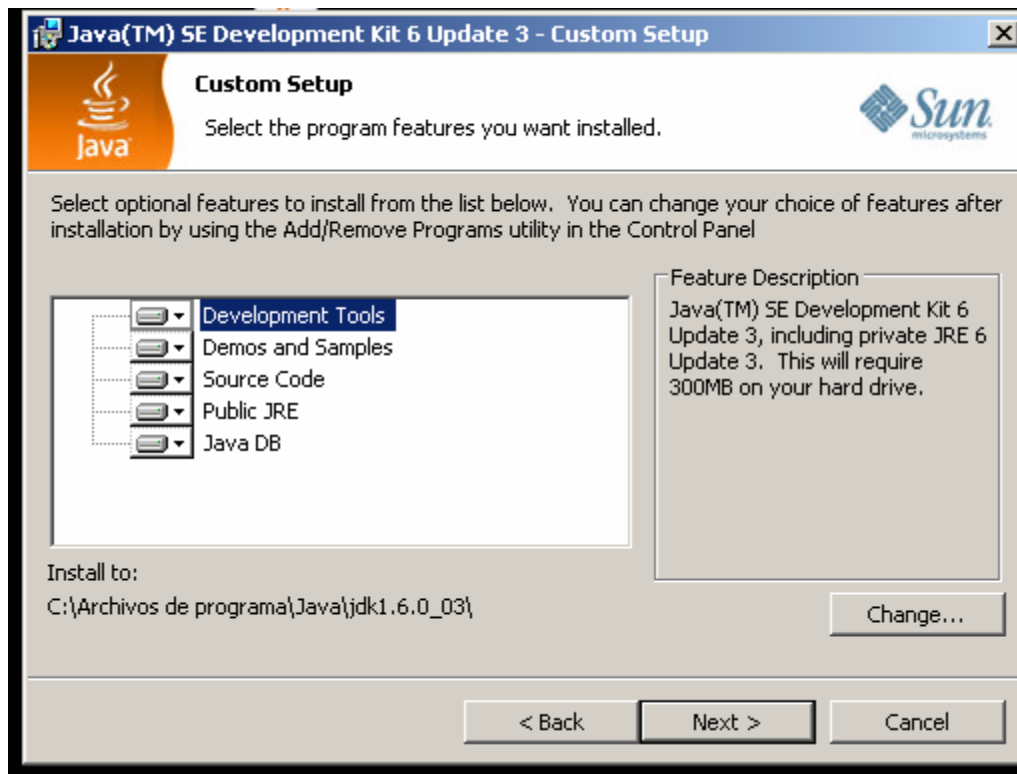 Java(TM) SE Development Kit 6 Update 3 - Custom Setup
Java
Custom Setup
Select the program features you want installed.
Sun
microsystems
Select optional features to install from the list below.  You can change your choice of features after
installation by using the Add/Remove Programs utility in the Control Panel
Development Tools
Demos and Samples
Source Code
Public JRE
Java DB
Feature Description
Java(TM) SE Development Kit 6
Update 3, including private JRE 6
Update 3.  This will require
300MB on your hard drive.
Install to:
C:\Archivos de programa\Java\jdk1.6.0_03\
Change...
< Back
Next >
Cancel